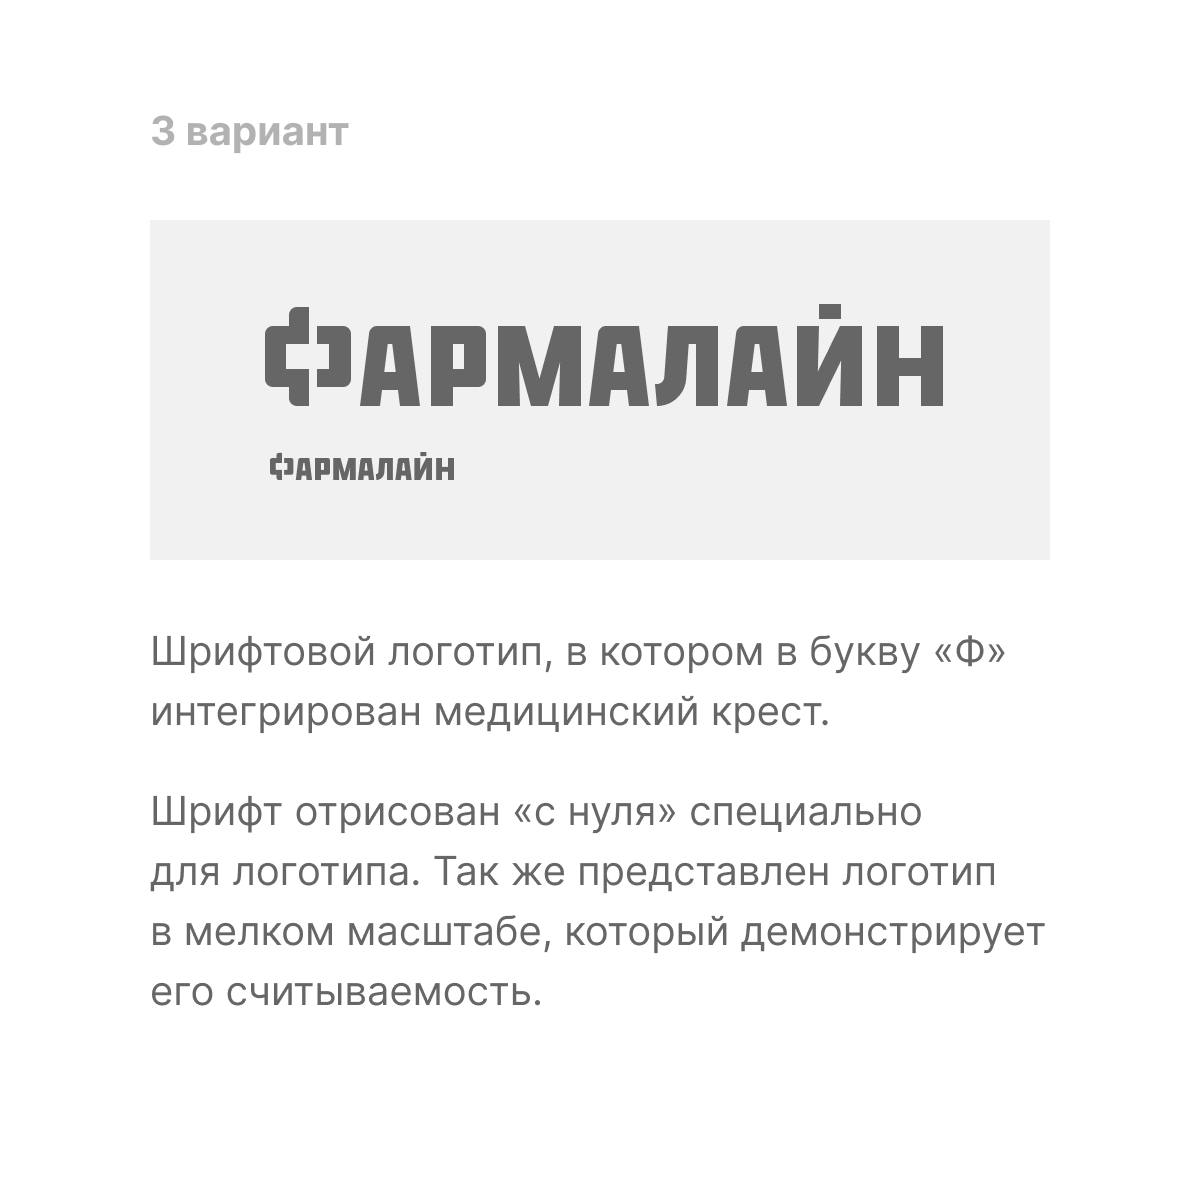 3 вариант
ФАРМАЛАЙН
ФАРМАЛАЙН
Шрифтовой логотип, в котором в букву «Ф»
интегрирован медицинский крест.
Шрифт отрисован «с нуля» специально
для логотипа. Так же представлен логотип
в мелком масштабе, который демонстрирует
его считываемость.